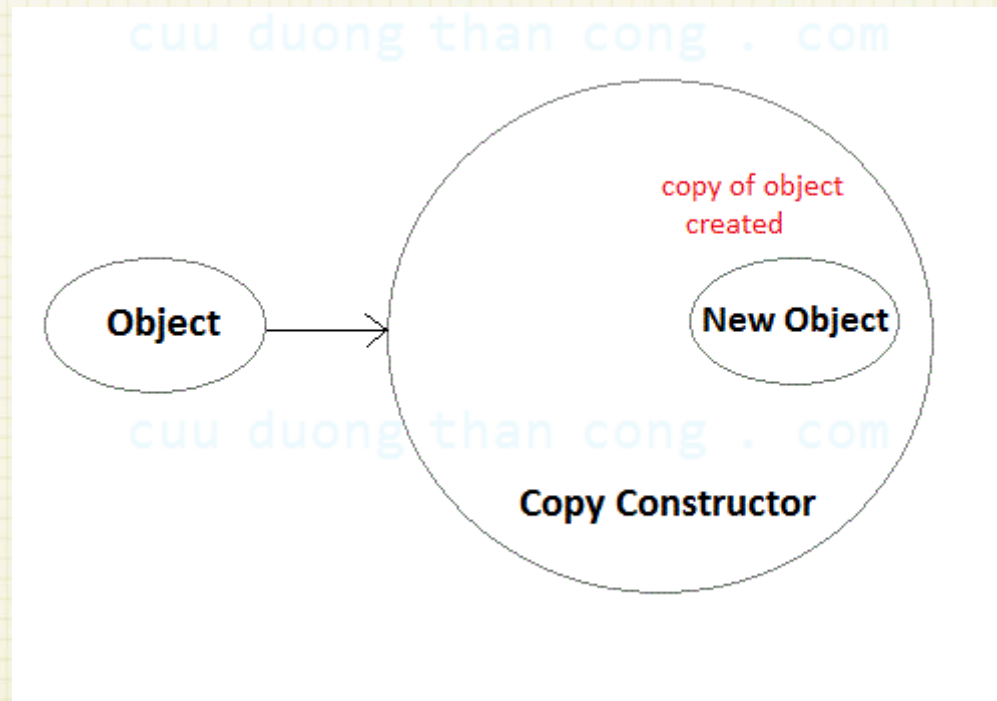 cuu duong than cong . com
copy of object
created
Object
New Object
cuu duong than cong . com
Copy Constructor